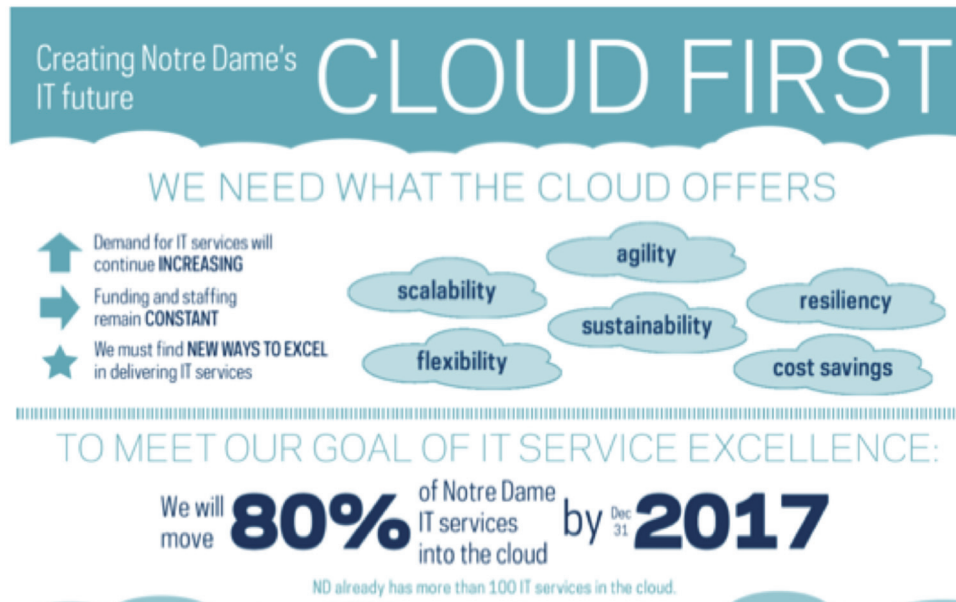 Creating Notre Dame's
IT future
CLOUD FIRST
WE NEED WHAT THE CLOUD OFFERS
Demand for IT services will
continue INCREASING
Funding and staffing
remain CONSTANT
We must find NEW WAYS TO EXCEL
in delivering IT services
agility
scalability
resiliency
sustainability
flexibility
cost savings
TO MEET OUR GOAL OF IT SERVICE EXCELLENCE:
We will
move
80%
of Notre Dame
IT services
into the cloud
by
Dec
31
2017
ND already has more than 100 IT services in the cloud.